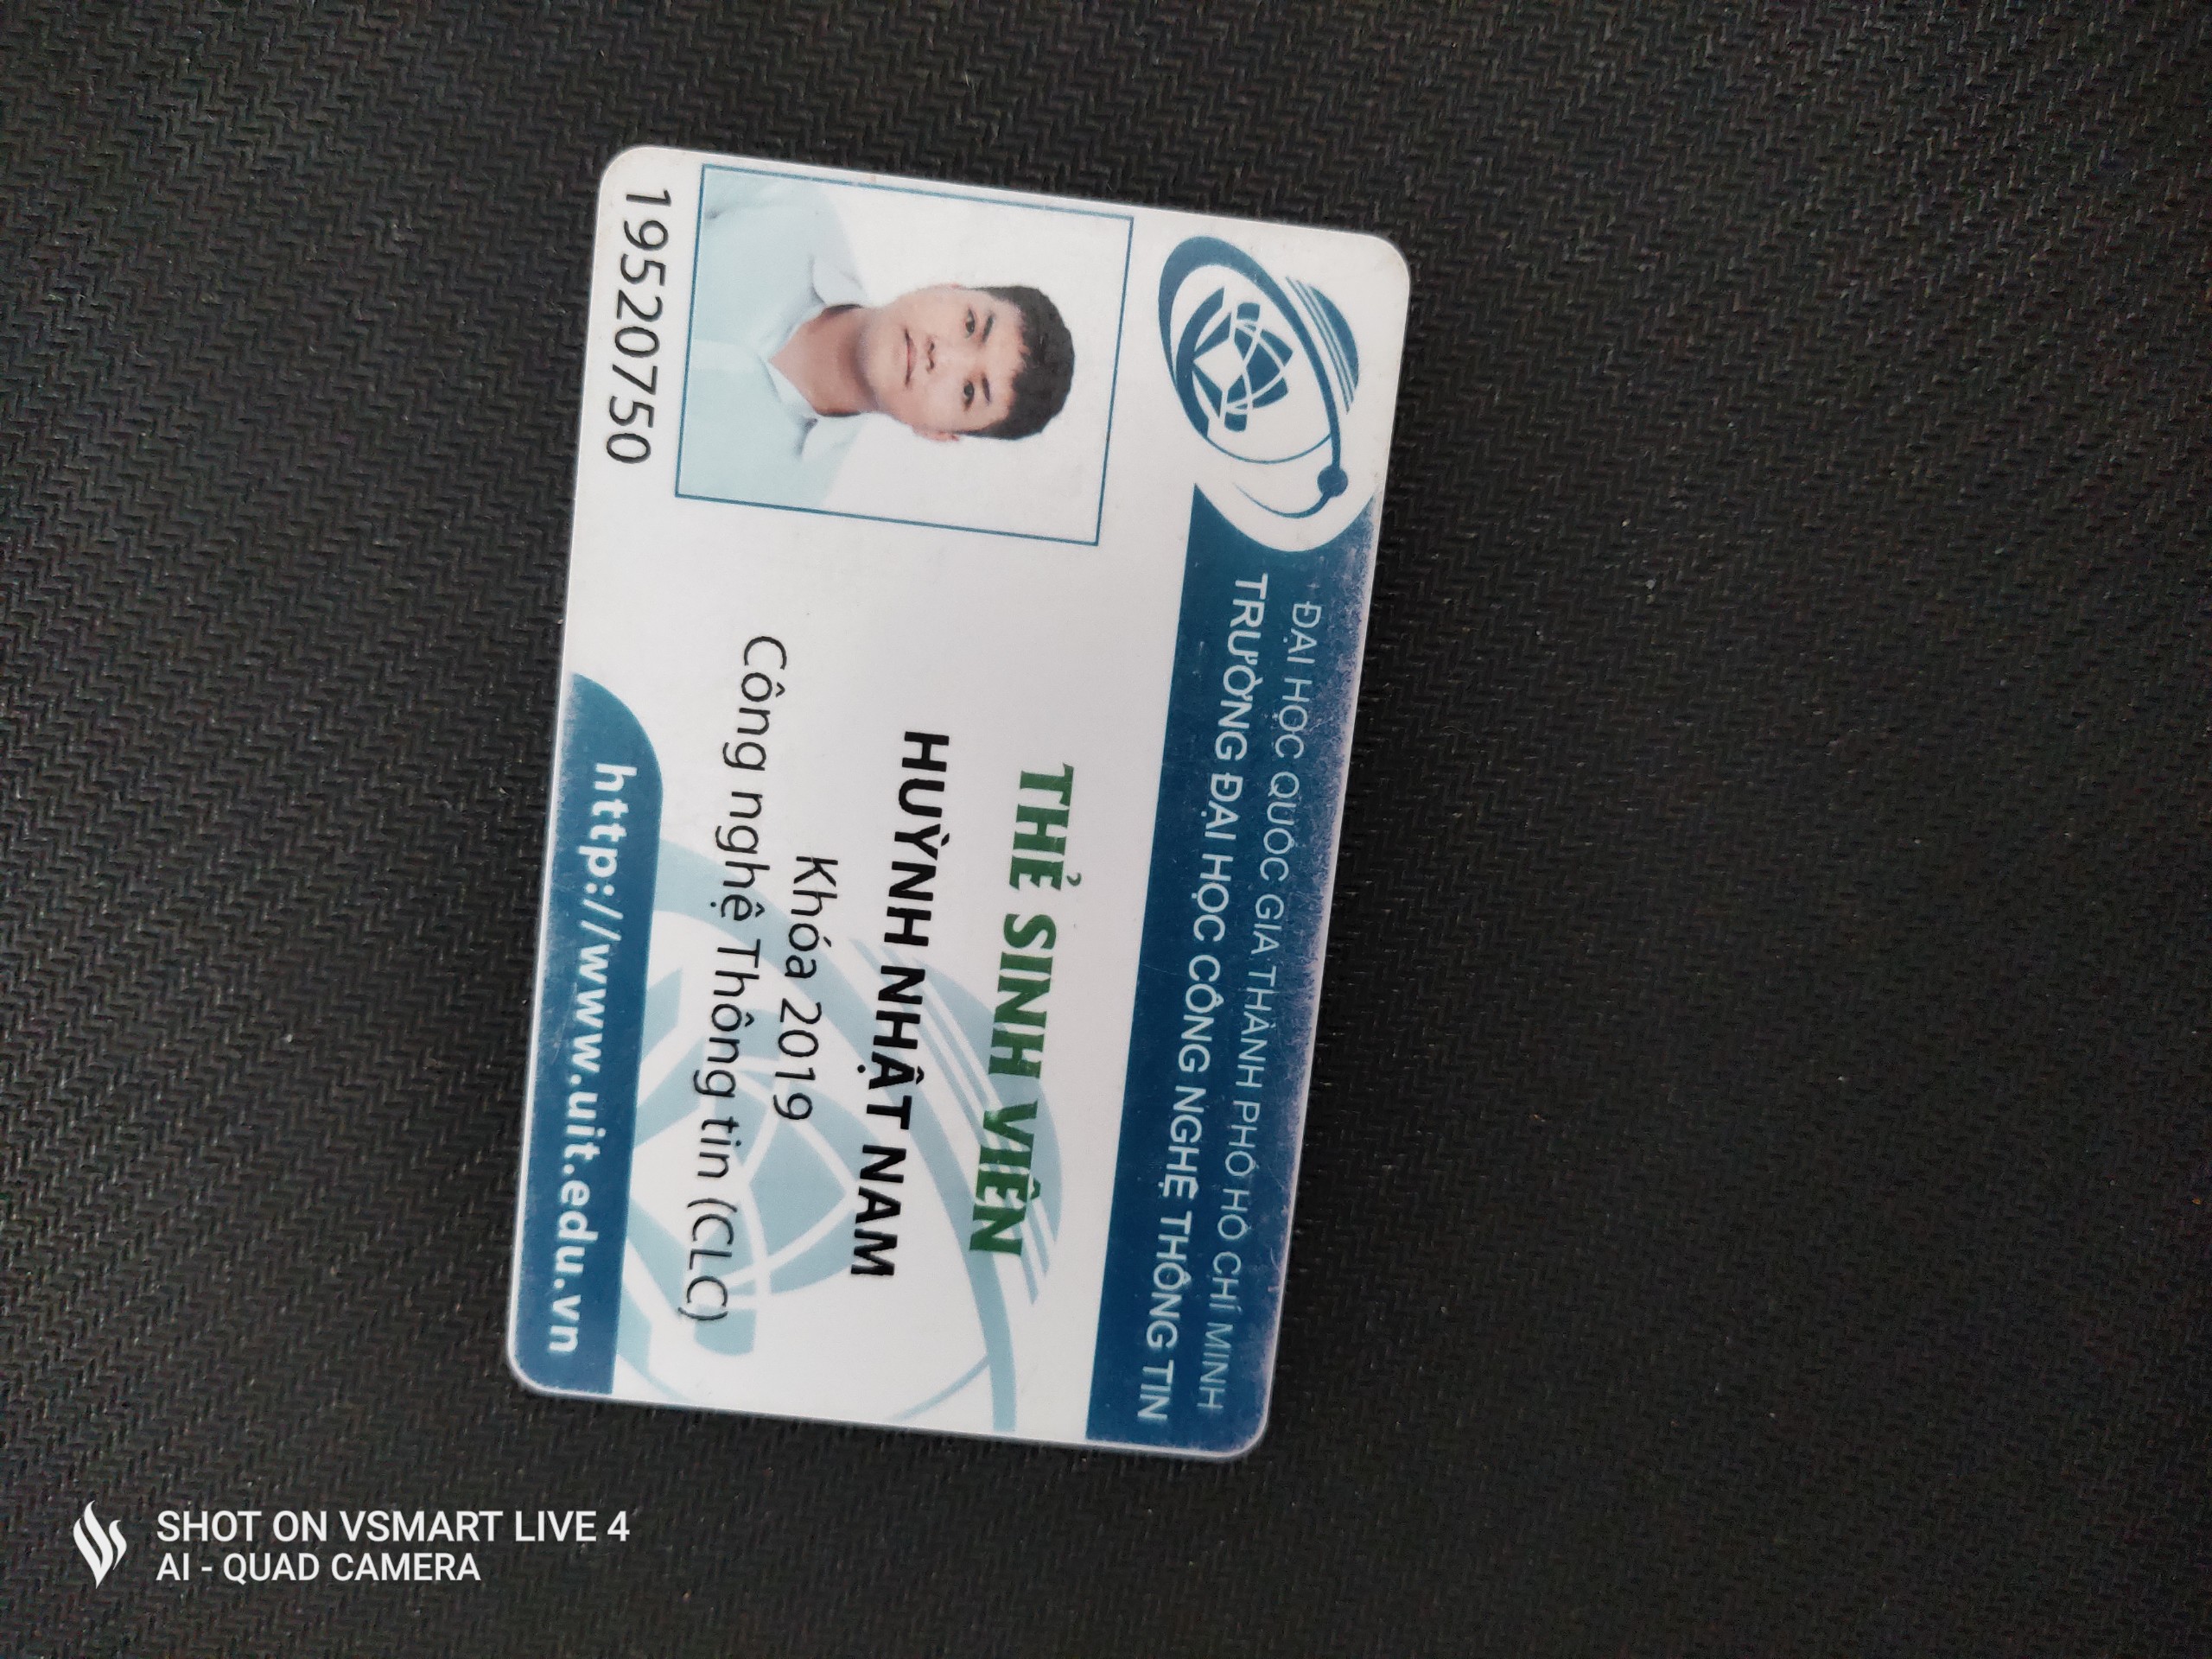 ĐẠI HỌC QUỐC GIA THÀNH PHỐ HỒ CHÍ MINH
TRƯỜNG ĐẠI HỌC CÔNG NGHỆ THÔNG TIN
THẺ SINH VIÊN
HUỲNH NHẬT NAM
Khóa 2019
Công nghệ Thông tin (CLC)
19520750
http://www.uit.edu.vn
SHOT ON VSMART LIVE 4
AI - QUAD CAMERA